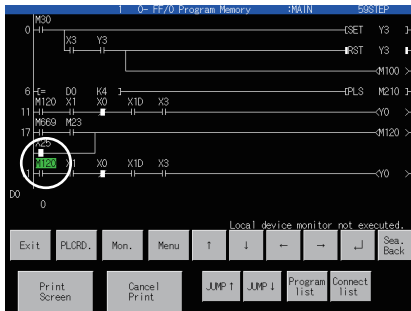 1 0- FF/0 Program Memory :MAIN 59STEP
M30
0 [SET Y3 ]
X3 Y3
[RST Y3 ]
(M100 )
6 [= D0 K4 ] [PLS M210 ]
M120 X1 X0 X1D X3
11 (Y0 )
M669 M23
17 (M120 )
X25
M120 X1 X0 X1D X3
1 (Y0 )
D0
0
Local device monitor not executed.
Exit PLCRD. Mon. Menu ↑ ↓ ← → ↵ Sea. Back
Print Screen Cancel Print JUMP↑ JUMP↓ Program list Connect list